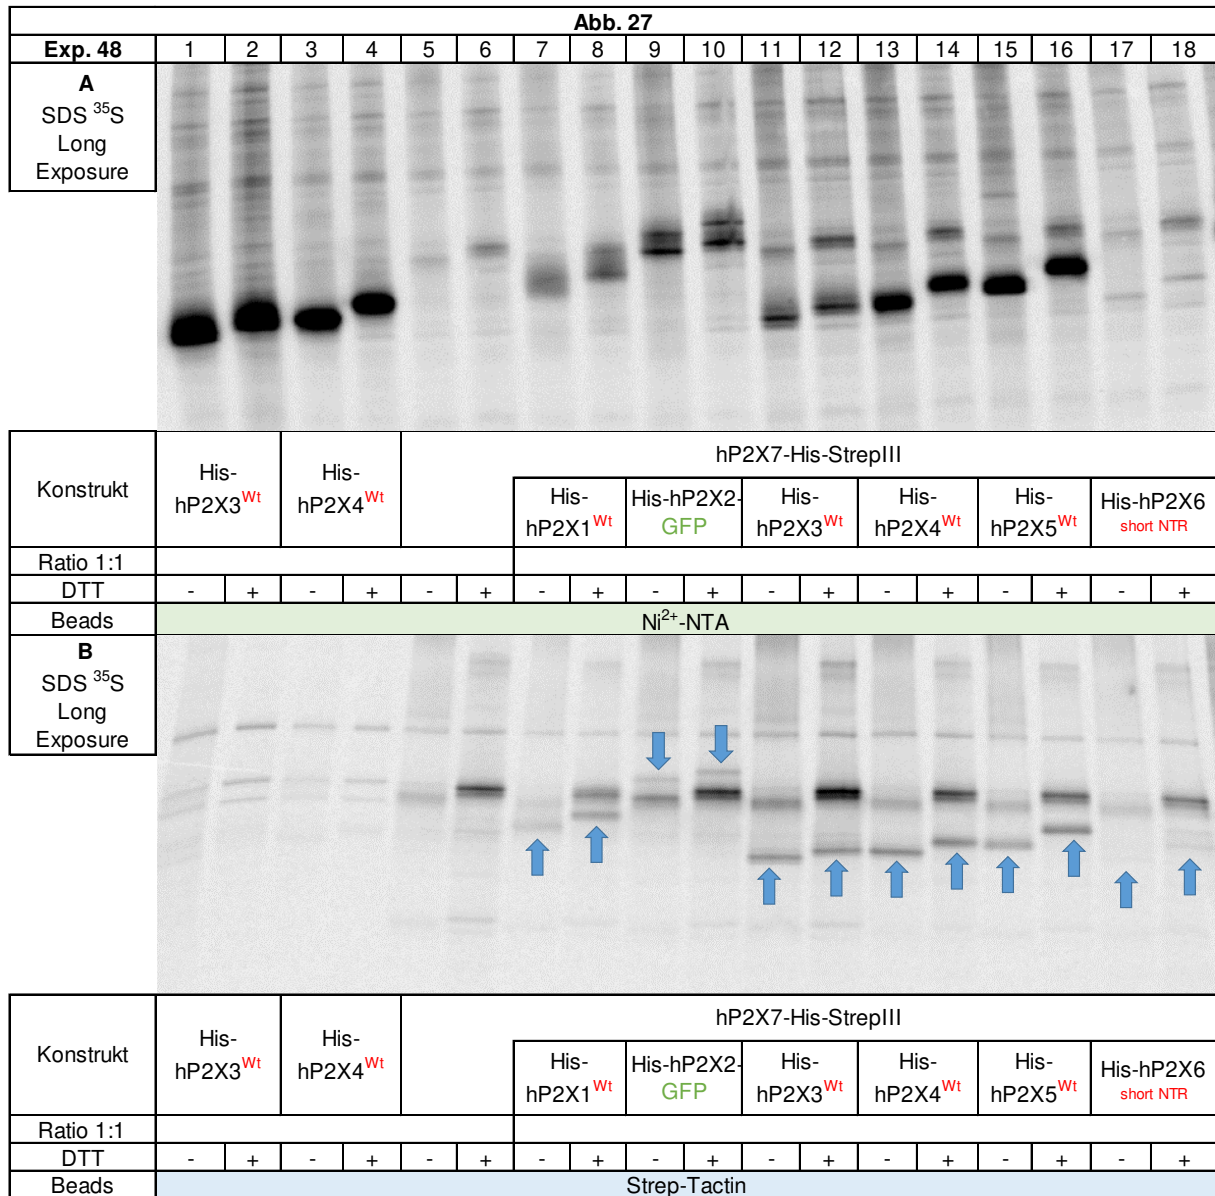 Abb. 27
Exp. 48 1 2 3 4 5 6 7 8 9 10 11 12 13 14 15 16 17 18
A
SDS ³⁵S
Long
Exposure
hP2X7-His-StrepIII
Konstrukt
His-
hP2X3Wt
His-
hP2X4Wt
His-
hP2X1Wt
His-hP2X2-
GFP
His-
hP2X3Wt
His-
hP2X4Wt
His-
hP2X5Wt
His-hP2X6
short NTR
Ratio 1:1
DTT - + - + - + - + - + - + - + - + - +
Beads Ni²⁺-NTA
B
SDS ³⁵S
Long
Exposure
hP2X7-His-StrepIII
Konstrukt
His-
hP2X3Wt
His-
hP2X4Wt
His-
hP2X1Wt
His-hP2X2-
GFP
His-
hP2X3Wt
His-
hP2X4Wt
His-
hP2X5Wt
His-hP2X6
short NTR
Ratio 1:1
DTT - + - + - + - + - + - + - + - + - +
Beads Strep-Tactin